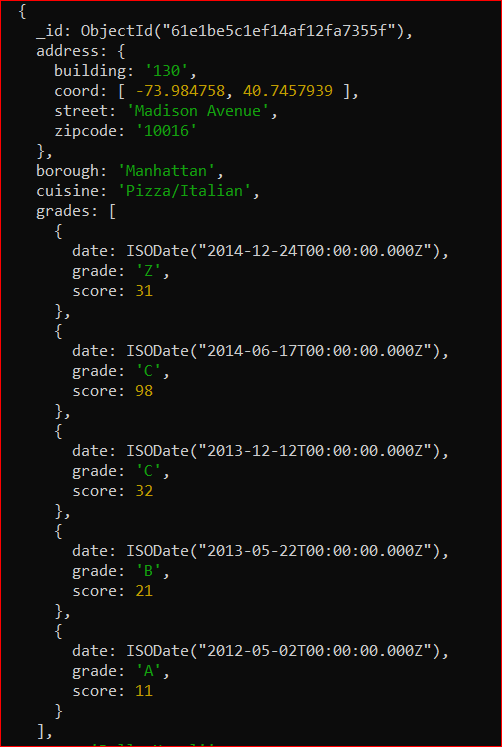 {
_id: ObjectId("61e1be5c1ef14af12fa7355f"),
address: {
building: '130',
coord: [ -73.984758, 40.7457939 ],
street: 'Madison Avenue',
zipcode: '10016'
},
borough: 'Manhattan',
cuisine: 'Pizza/Italian',
grades: [
{
date: ISODate("2014-12-24T00:00:00.000Z"),
grade: 'Z',
score: 31
},
{
date: ISODate("2014-06-17T00:00:00.000Z"),
grade: 'C',
score: 98
},
{
date: ISODate("2013-12-12T00:00:00.000Z"),
grade: 'C',
score: 32
},
{
date: ISODate("2013-05-22T00:00:00.000Z"),
grade: 'B',
score: 21
},
{
date: ISODate("2012-05-02T00:00:00.000Z"),
grade: 'A',
score: 11
}
],